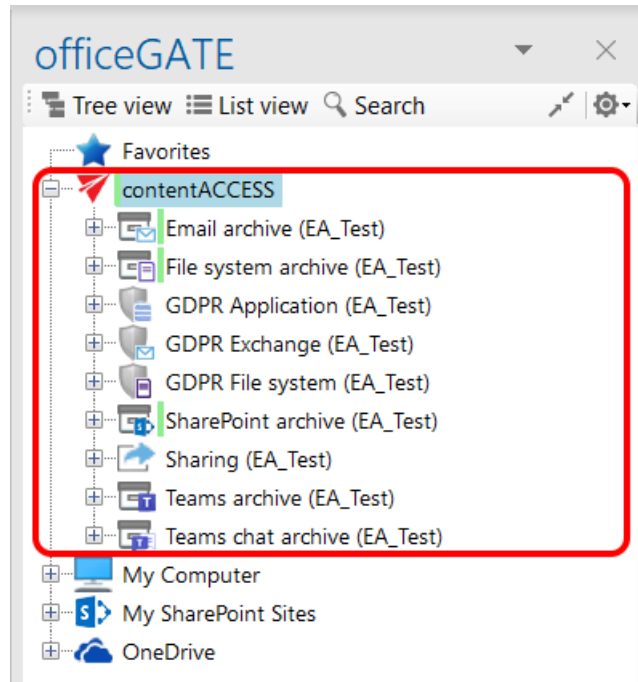 officeGATE
Tree view List view Search
Favorites
contentACCESS
Email archive (EA_Test)
File system archive (EA_Test)
GDPR Application (EA_Test)
GDPR Exchange (EA_Test)
GDPR File system (EA_Test)
SharePoint archive (EA_Test)
Sharing (EA_Test)
Teams archive (EA_Test)
Teams chat archive (EA_Test)
My Computer
My SharePoint Sites
OneDrive